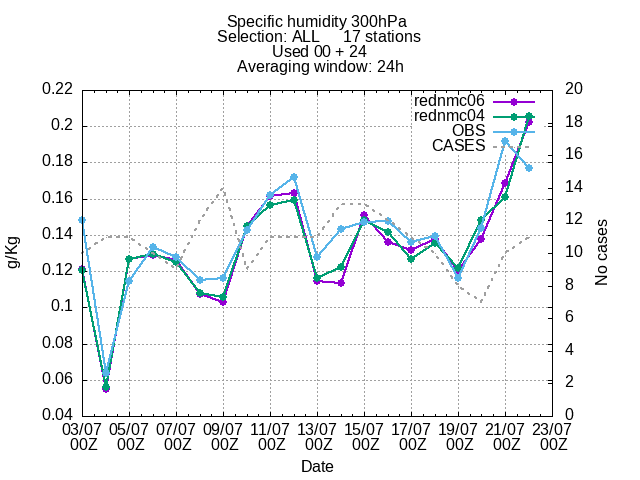 Specific humidity 300hPa
Selection: ALL 17 stations
Used 00 + 24
Averaging window: 24h
rednmc06
rednmc04
OBS
CASES
0.22
0.2
0.18
0.16
0.14
0.12
0.1
0.08
0.06
0.04
20
18
16
14
12
10
8
6
4
2
0
g/Kg
No cases
03/07 05/07 07/07 09/07 11/07 13/07 15/07 17/07 19/07 21/07 23/07
00Z 00Z 00Z 00Z 00Z 00Z 00Z 00Z 00Z 00Z 00Z
Date